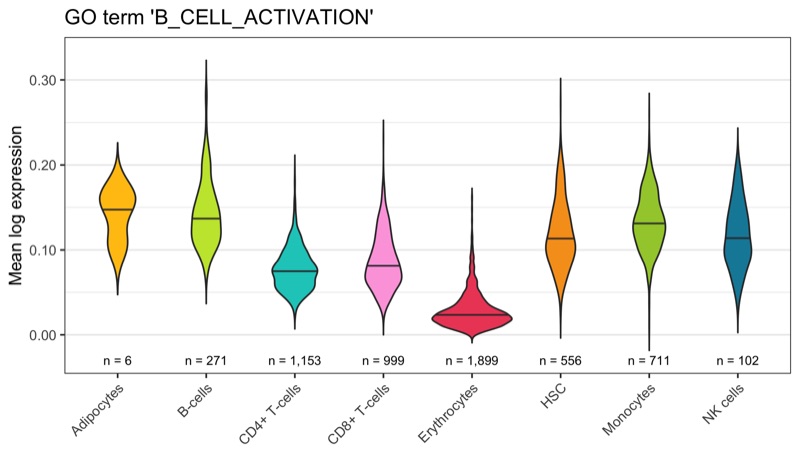 GO term 'B_CELL_ACTIVATION'
Mean log expression
0.30
0.20
0.10
0.00
n = 6 n = 271 n = 1,153 n = 999 n = 1,899 n = 556 n = 711 n = 102
Adipocytes
B-cells
CD4+ T-cells
CD8+ T-cells
Erythrocytes
HSC
Monocytes
NK cells